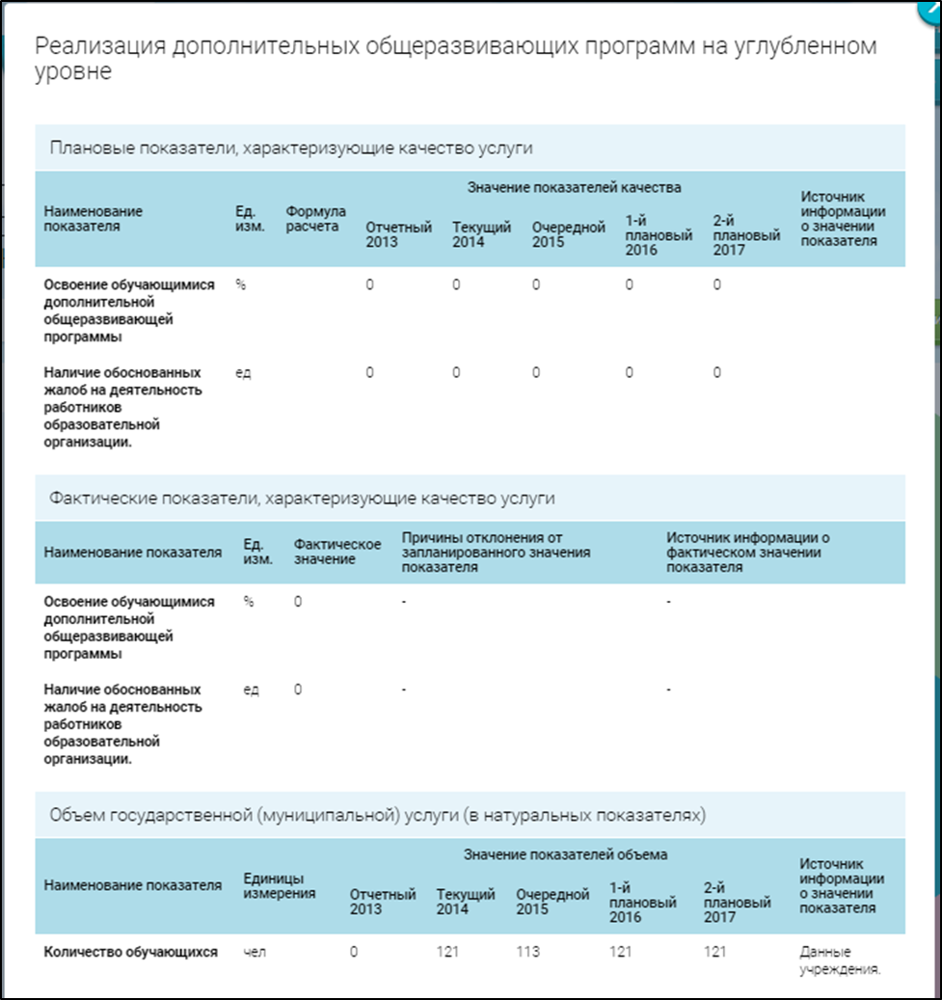 Реализация дополнительных общеразвивающих программ на углубленном
уровне
Плановые показатели, характеризующие качество услуги
Наименование
показателя
Ед.
изм.
Формула
расчета
Значение показателей качества
Отчетный
2013
Текущий
2014
Очередной
2015
1-й
плановый
2016
2-й
плановый
2017
Источник
информации
о значении
показателя
Освоение обучающимися
дополнительной
общеразвивающей
программы
% 0 0 0 0 0
Наличие обоснованных
жалоб на деятельность
работников
образовательной
организации.
ед 0 0 0 0 0
Фактические показатели, характеризующие качество услуги
Наименование показателя
Ед.
изм.
Фактическое
значение
Причины отклонения от
запланированного значения
показателя
Источник информации о
фактическом значении
показателя
Освоение обучающимися
дополнительной
общеразвивающей
программы
% 0 - -
Наличие обоснованных
жалоб на деятельность
работников
образовательной
организации.
ед 0 - -
Объем государственной (муниципальной) услуги (в натуральных показателях)
Наименование показателя
Единицы
измерения
Значение показателей объема
Отчетный
2013
Текущий
2014
Очередной
2015
1-й
плановый
2016
2-й
плановый
2017
Источник
информации
о значении
показателя
Количество обучающихся чел 0 121 113 121 121 Данные
учреждения.